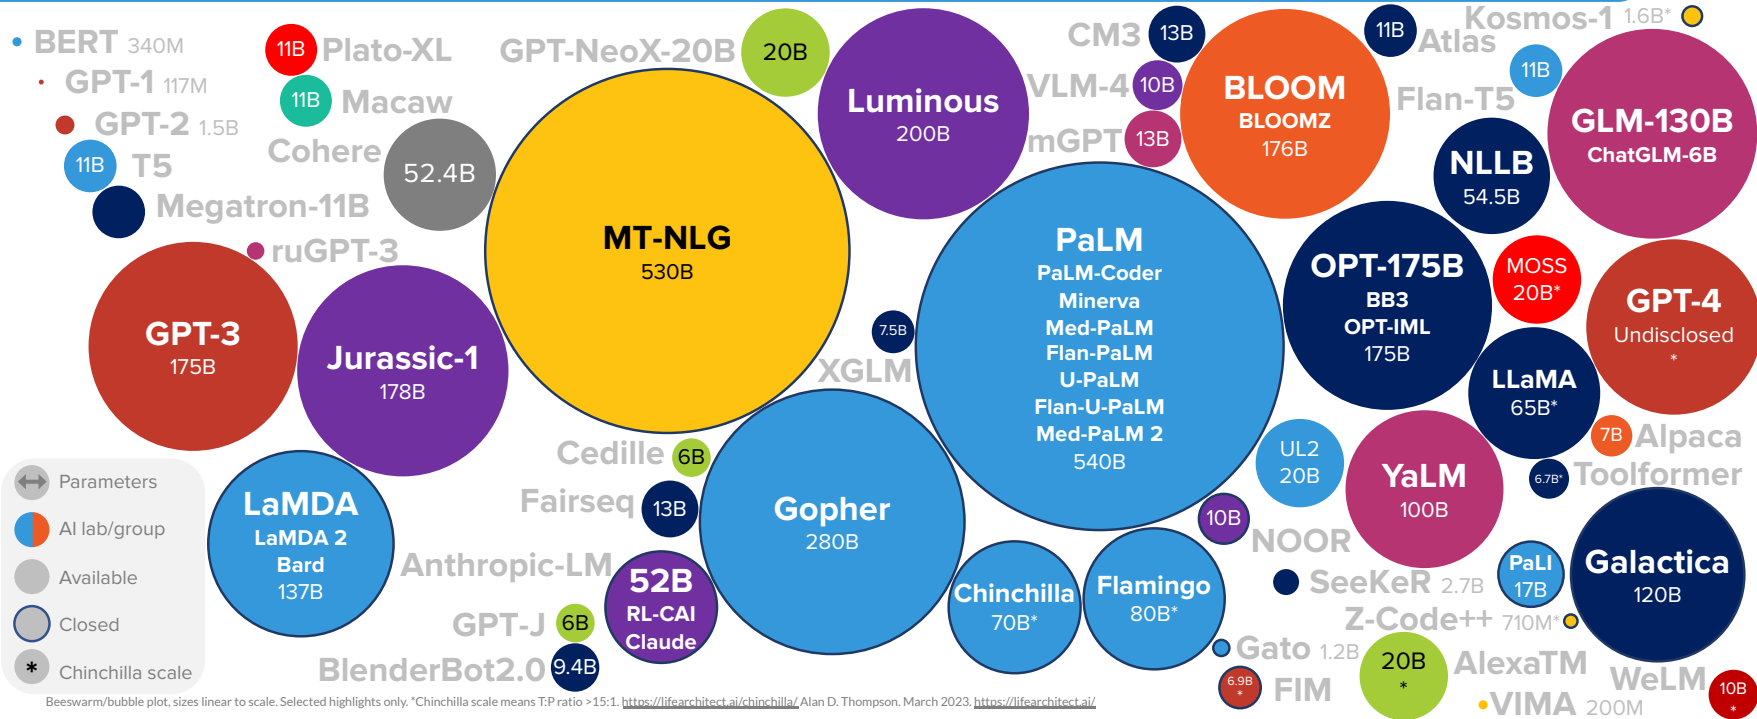 BERT 340M
GPT-1 117M
GPT-2 1.5B
11B T5
Megatron-11B
ruGPT-3
11B Plato-XL
11B Macaw
Cohere
52.4B
GPT-NeoX-20B
20B
Luminous
200B
CM3 13B
VLM-4 10B
mGPT 13B
BLOOM
BLOOMZ
176B
11B Atlas
Kosmos-1 1.6B*
11B
Flan-T5
NLLB
54.5B
GLM-130B
ChatGLM-6B
MT-NLG
530B
GPT-3
175B
Jurassic-1
178B
7.5B
XGLM
PaLM
PaLM-Coder
Minerva
Med-PaLM
Flan-PaLM
U-PaLM
Flan-U-PaLM
Med-PaLM 2
540B
OPT-175B
BB3
OPT-IML
175B
MOSS
20B*
GPT-4
Undisclosed
*
LLaMA
65B*
7B Alpaca
6.7B* Toolformer
UL2
20B
YaLM
100B
Cedille 6B
Fairseq 13B
Gopher
280B
LaMDA
LaMDA 2
Bard
137B
Anthropic-LM
52B
RL-CAI
Claude
GPT-J 6B
BlenderBot2.0 9.4B
Chinchilla
70B*
Flamingo
80B*
10B
NOOR
SeeKeR 2.7B
PaLI
17B
Galactica
120B
Z-Code++ 710M*
Gato 1.2B
6.9B
*
FIM
20B
*
AlexaTM
VIMA 200M
WeLM
10B
*
Parameters
AI lab/group
Available
Closed
* Chinchilla scale
Beeswarm/bubble plot, sizes linear to scale. Selected highlights only. *Chinchilla scale means T:P ratio >15:1. https://lifearchitect.ai/chinchilla/ Alan D. Thompson. March 2023. https://lifearchitect.ai/